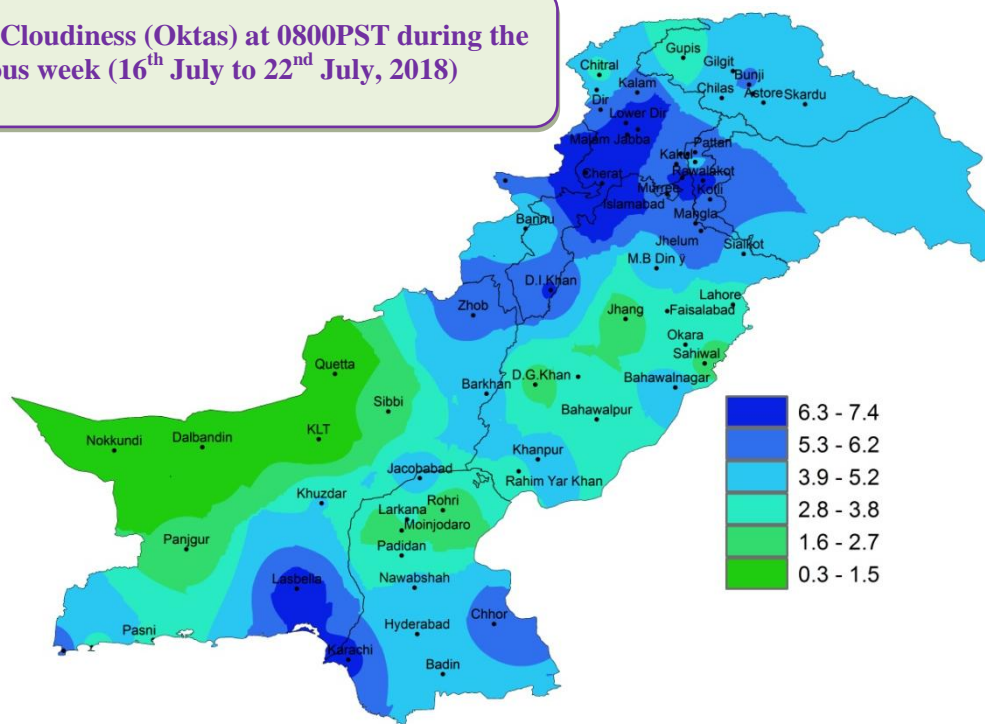 Cloudiness (Oktas) at 0800PST during the
ous week (16th July to 22nd July, 2018)
Gupis
Chitral
Gilgit
Bunji
Kalam
Chilas
Astore
Skardu
Dir
Lower Dir
Malam Jabba
Pattan
Kakul
Cherat
Rawalakot
Murree
Kotli
Islamabad
Bannu
Mangla
Jhelum
Sialkot
M.B Din ÿ
D.I.Khan
Zhob
Lahore
Jhang
Faisalabad
Okara
Sahiwal
Quetta
D.G.Khan
Bahawalnagar
Barkhan
Sibbi
Bahawalpur
KLT
Nokkundi
Dalbandin
Khanpur
Jacobabad
Rahim Yar Khan
Khuzdar
Rohri
Larkana
Moinjodaro
Panjgur
Padidan
Lasbella
Nawabshah
Chhor
Pasni
Hyderabad
Karachi
Badin
6.3 - 7.4
5.3 - 6.2
3.9 - 5.2
2.8 - 3.8
1.6 - 2.7
0.3 - 1.5